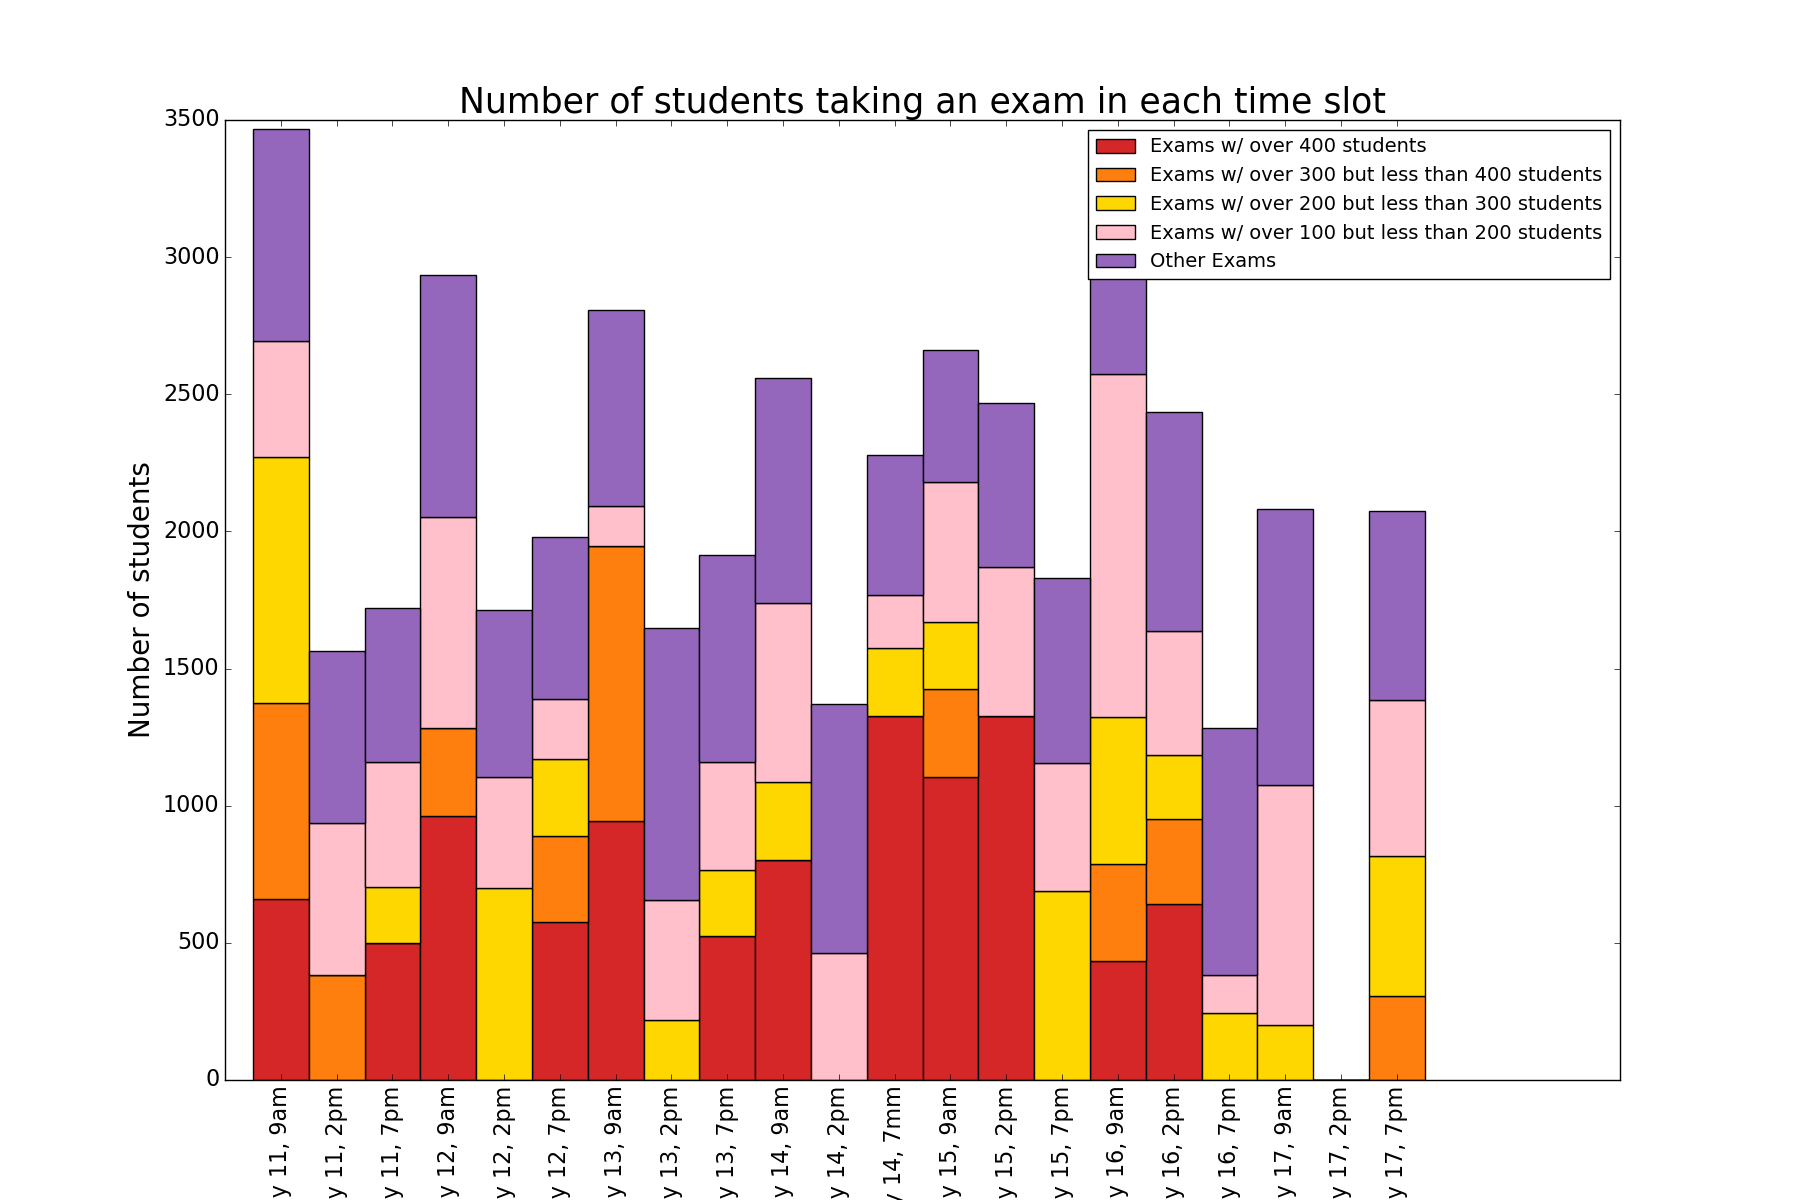 Number of students taking an exam in each time slot
Exams w/ over 400 students
Exams w/ over 300 but less than 400 students
Exams w/ over 200 but less than 300 students
Exams w/ over 100 but less than 200 students
Other Exams
Number of students
3500
3000
2500
2000
1500
1000
500
0
y 11, 9am
y 11, 2pm
y 11, 7pm
y 12, 9am
y 12, 2pm
y 12, 7pm
y 13, 9am
y 13, 2pm
y 13, 7pm
y 14, 9am
y 14, 2pm
y 14, 7mm
y 15, 9am
y 15, 2pm
y 15, 7pm
y 16, 9am
y 16, 2pm
y 16, 7pm
y 17, 9am
y 17, 2pm
y 17, 7pm